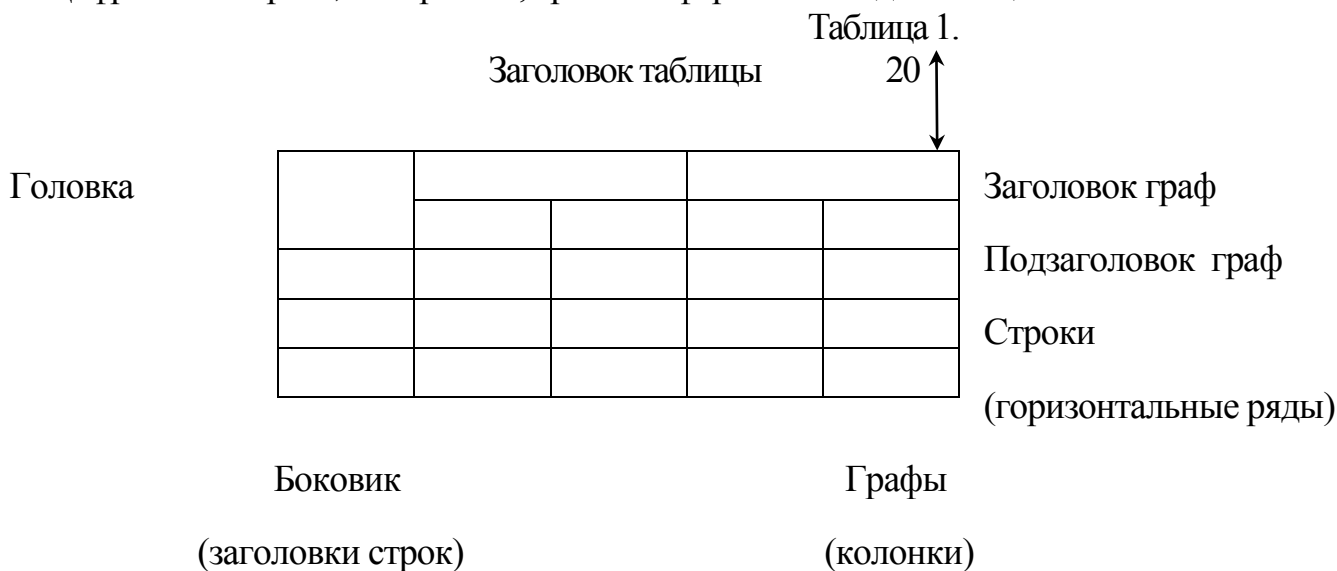 Таблица 1.
Заголовок таблицы 20
Головка
Заголовок граф
Подзаголовок граф
Строки
(горизонтальные ряды)
Боковик Графы
(заголовки строк) (колонки)